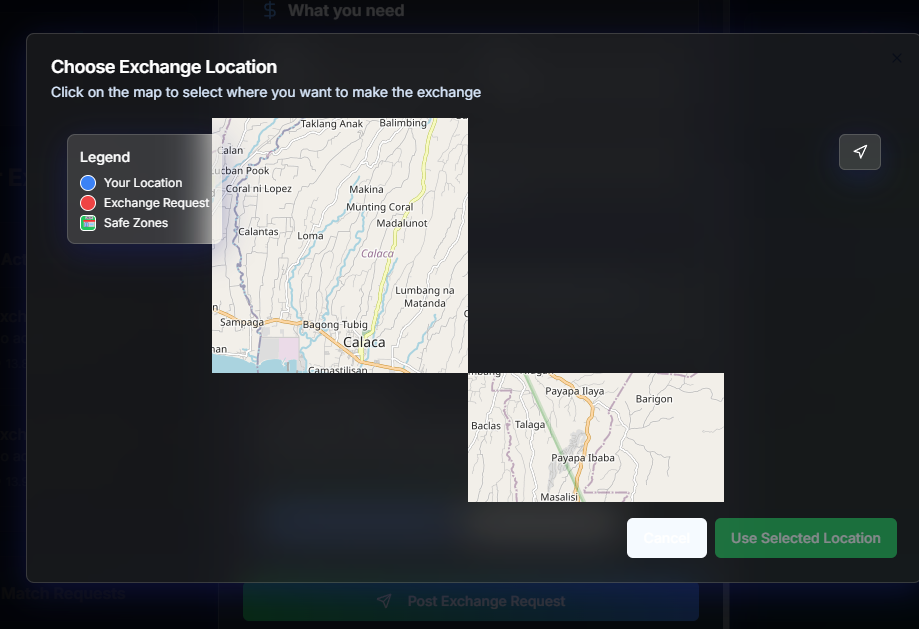 What you need
Choose Exchange Location
Click on the map to select where you want to make the exchange
Legend
Your Location
Exchange Request
Safe Zones
Taklang Anak
Balimbing
Calan
Pook
Coral ni Lopez
Makina
Munting Coral
Madalunot
Calantas
Loma
Calaca
Lumbang na
Matanda
Sampaga
Bagong Tubig
Calaca
Camastilisan
Payapa Ilaya
Barigon
Baclas
Talaga
Payapa Ibaba
Masalisi
Cancel
Use Selected Location
Match Requests
Post Exchange Request